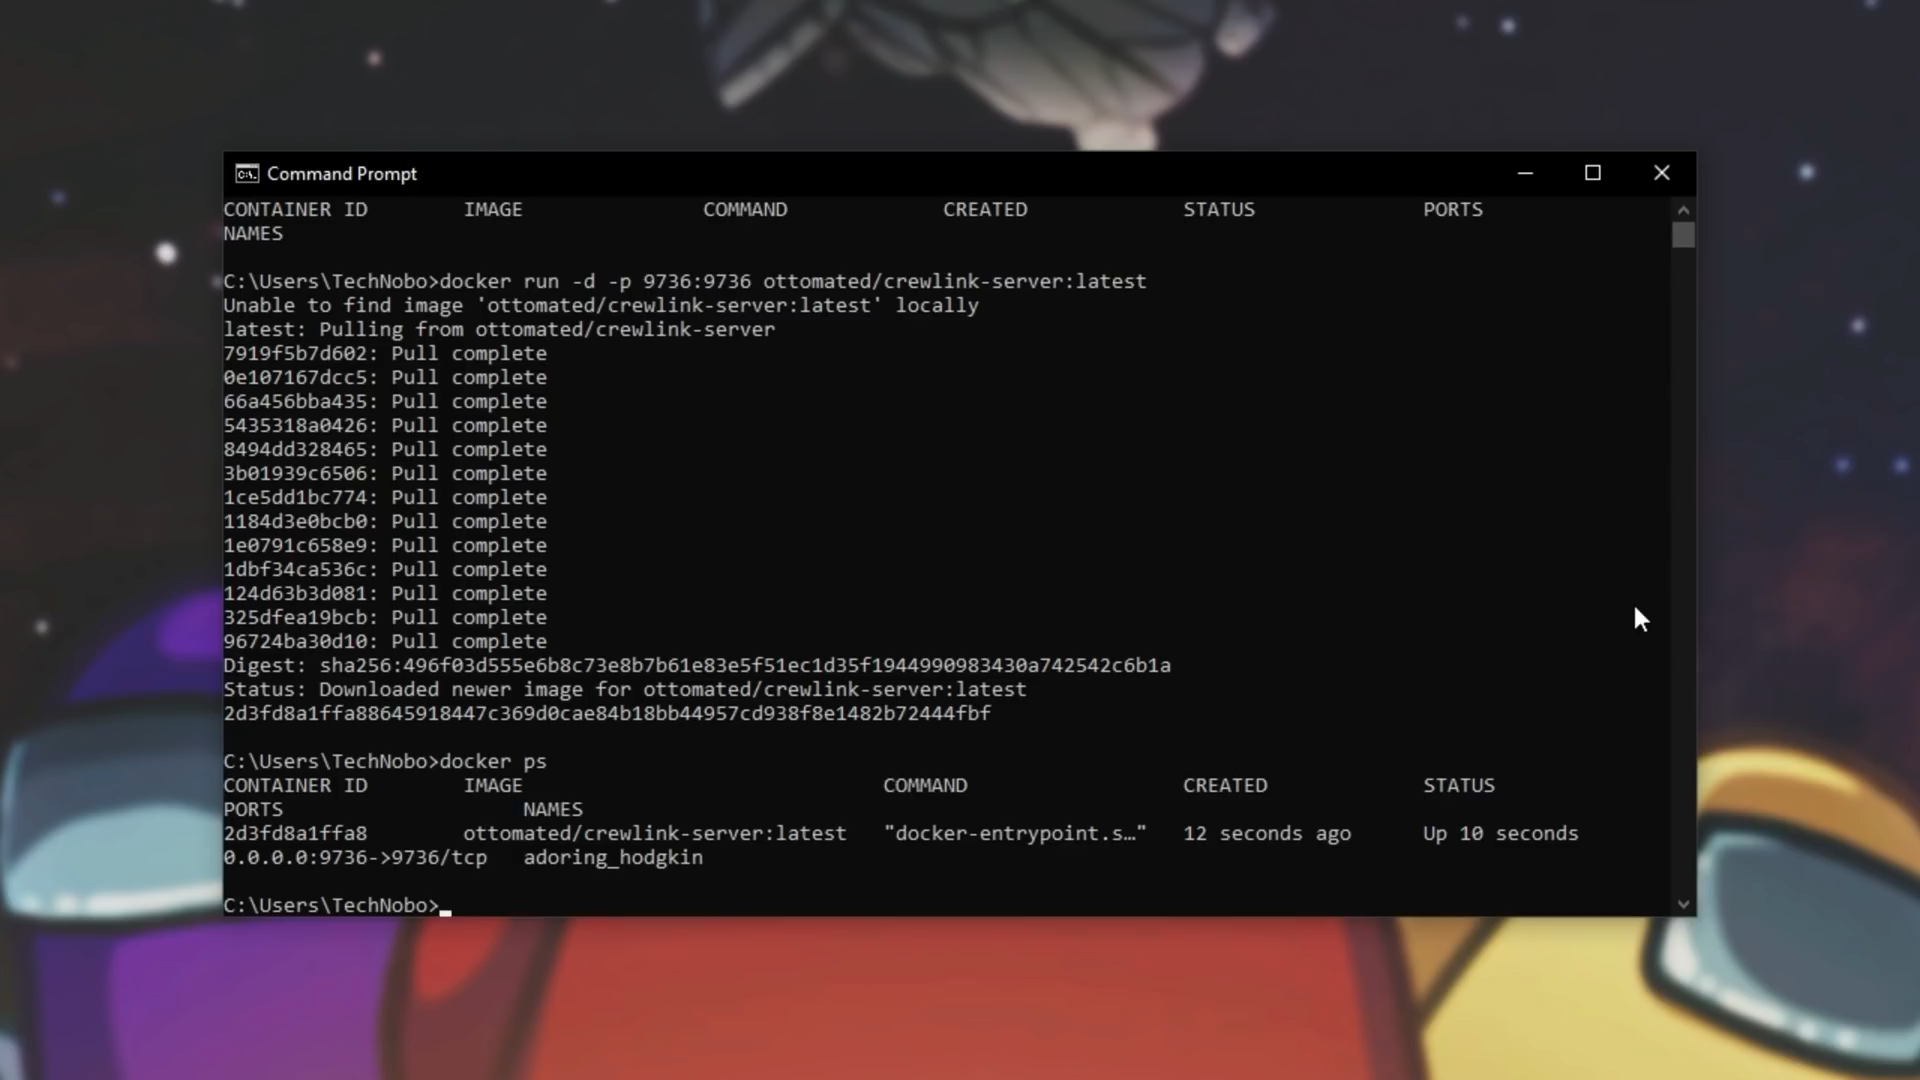 Command Prompt
CONTAINER ID        IMAGE               COMMAND             CREATED             STATUS              PORTS
NAMES
C:\Users\TechNobo>docker run -d -p 9736:9736 ottomated/crewlink-server:latest
Unable to find image 'ottomated/crewlink-server:latest' locally
latest: Pulling from ottomated/crewlink-server
7919f5b7d602: Pull complete
0e107167dcc5: Pull complete
66a456bba435: Pull complete
5435318a0426: Pull complete
8494dd328465: Pull complete
3b01939c6506: Pull complete
1ce5dd1bc774: Pull complete
1184d3e0bcb0: Pull complete
1e0791c658e9: Pull complete
1dbf34ca536c: Pull complete
124d63b3d081: Pull complete
325dfea19bcb: Pull complete
96724ba30d10: Pull complete
Digest: sha256:496f03d555e6b8c73e8b7b61e83e5f51ec1d35f1944990983430a742542c6b1a
Status: Downloaded newer image for ottomated/crewlink-server:latest
2d3fd8a1ffa88645918447c369d0cae84b18bb44957cd938f8e1482b72444fbf
C:\Users\TechNobo>docker ps
CONTAINER ID        IMAGE                              COMMAND                  CREATED             STATUS
PORTS                    NAMES
2d3fd8a1ffa8        ottomated/crewlink-server:latest   "docker-entrypoint.s…"   12 seconds ago      Up 10 seconds
0.0.0.0:9736->9736/tcp   adoring_hodgkin
C:\Users\TechNobo>